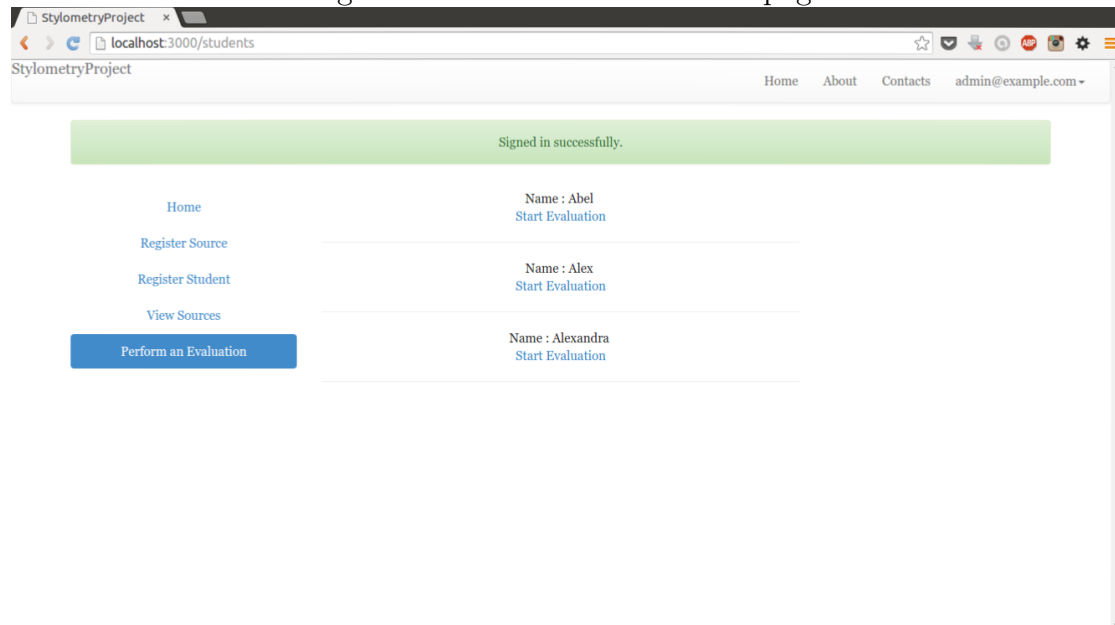 StylometryProject ×
localhost:3000/students
ABP
StylometryProject
Home About Contacts admin@example.com
Signed in successfully.
Home
Register Source
Register Student
View Sources
Perform an Evaluation
Name : Abel
Start Evaluation
Name : Alex
Start Evaluation
Name : Alexandra
Start Evaluation